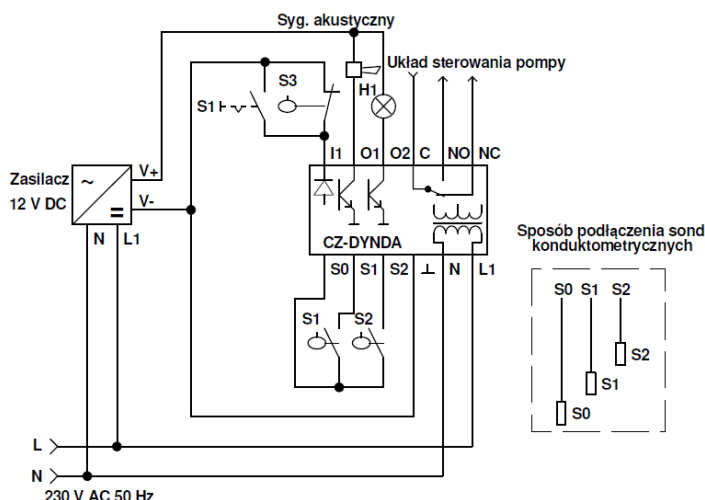 Syg. akustyczny
Układ sterowania pompy
S3
S1
H1
I1 O1 O2 C NO NC
Zasilacz
12 V DC
~
=
V+
V-
N L1
CZ-DYNDA
S0 S1 S2 ⊥ N L1
S1 S2
Sposób podłączenia sond
konduktometrycznych
S0 S1 S2
S2
S1
S0
L
N
230 V AC 50 Hz